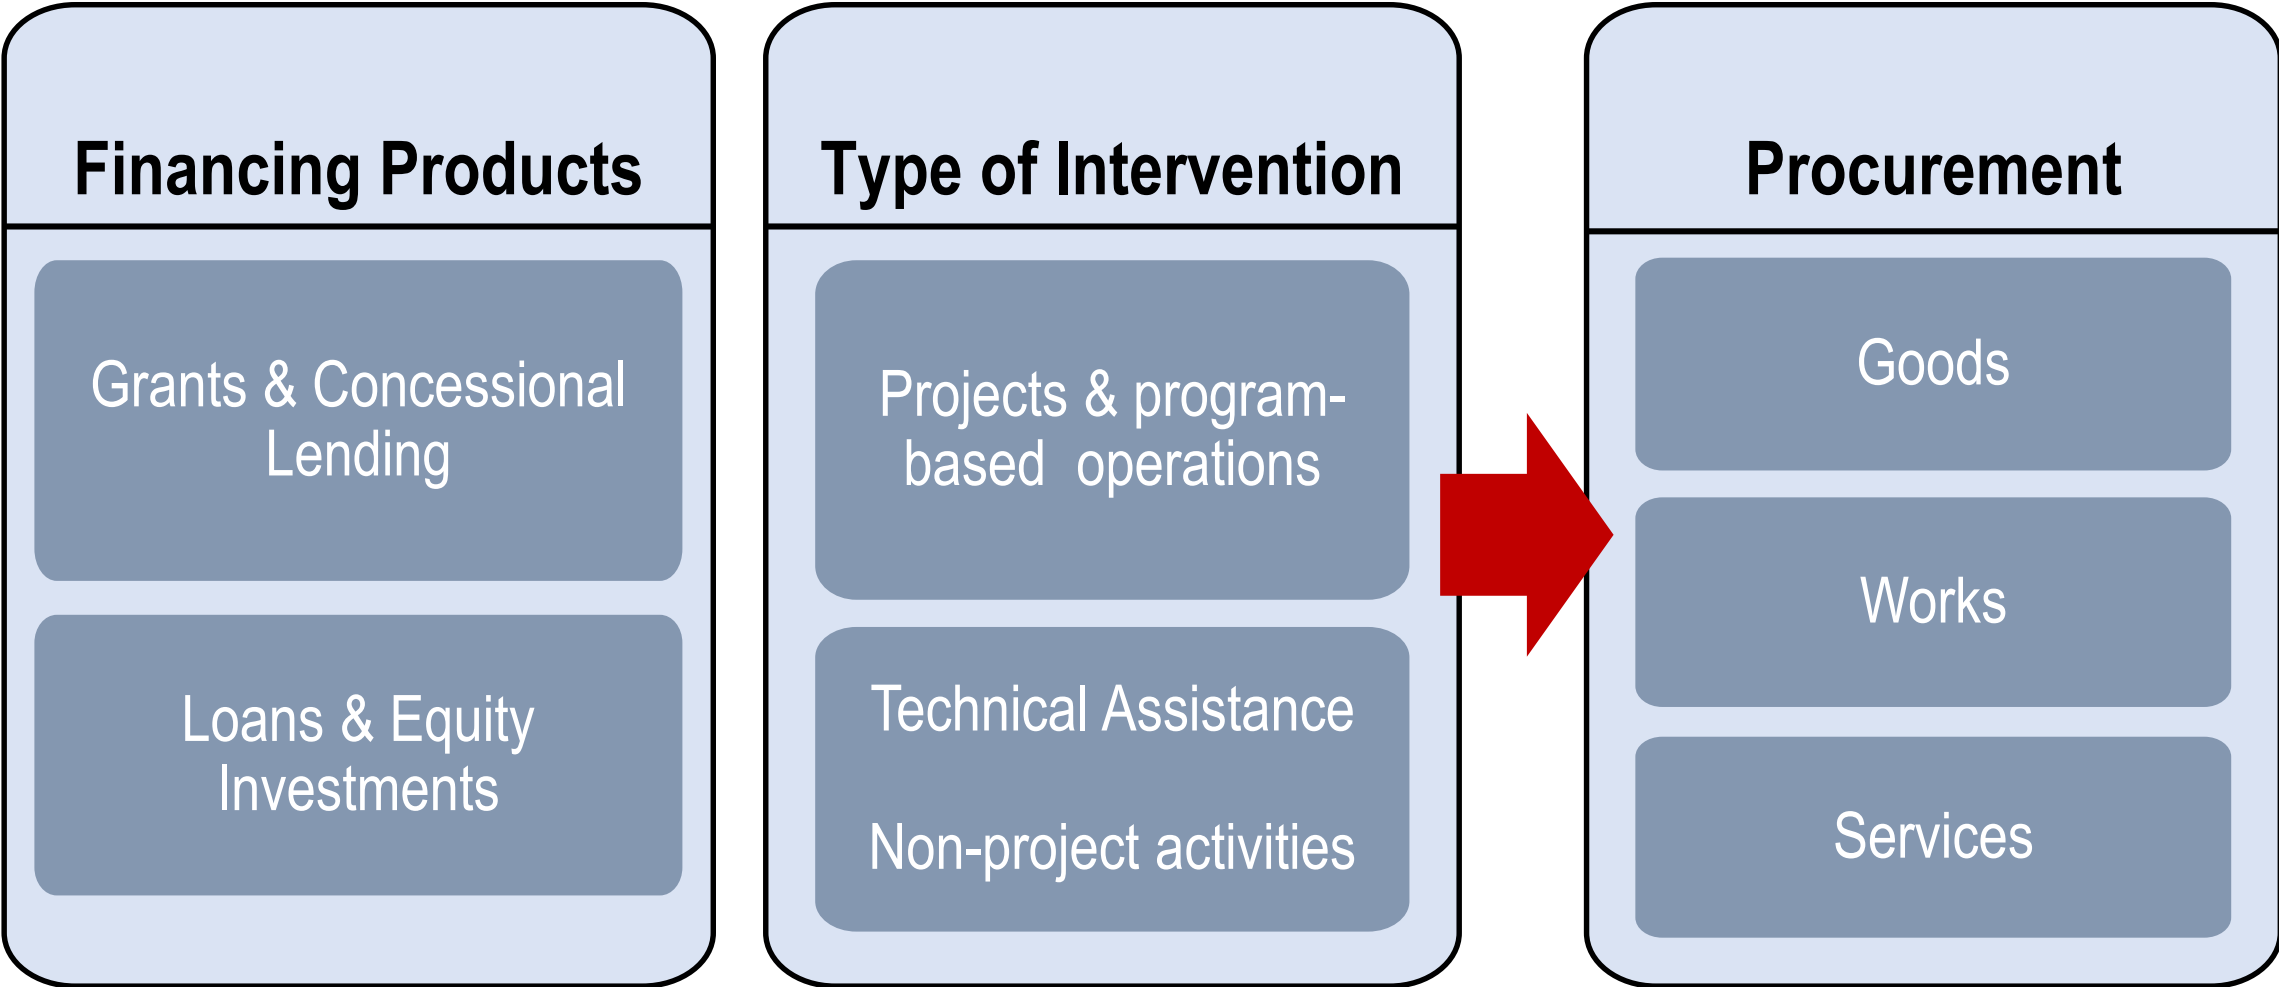 Financing Products
Grants & Concessional
Lending
Loans & Equity
Investments
Type of Intervention
Projects & program-
based  operations
Technical Assistance
Non-project activities
Procurement
Goods
Works
Services